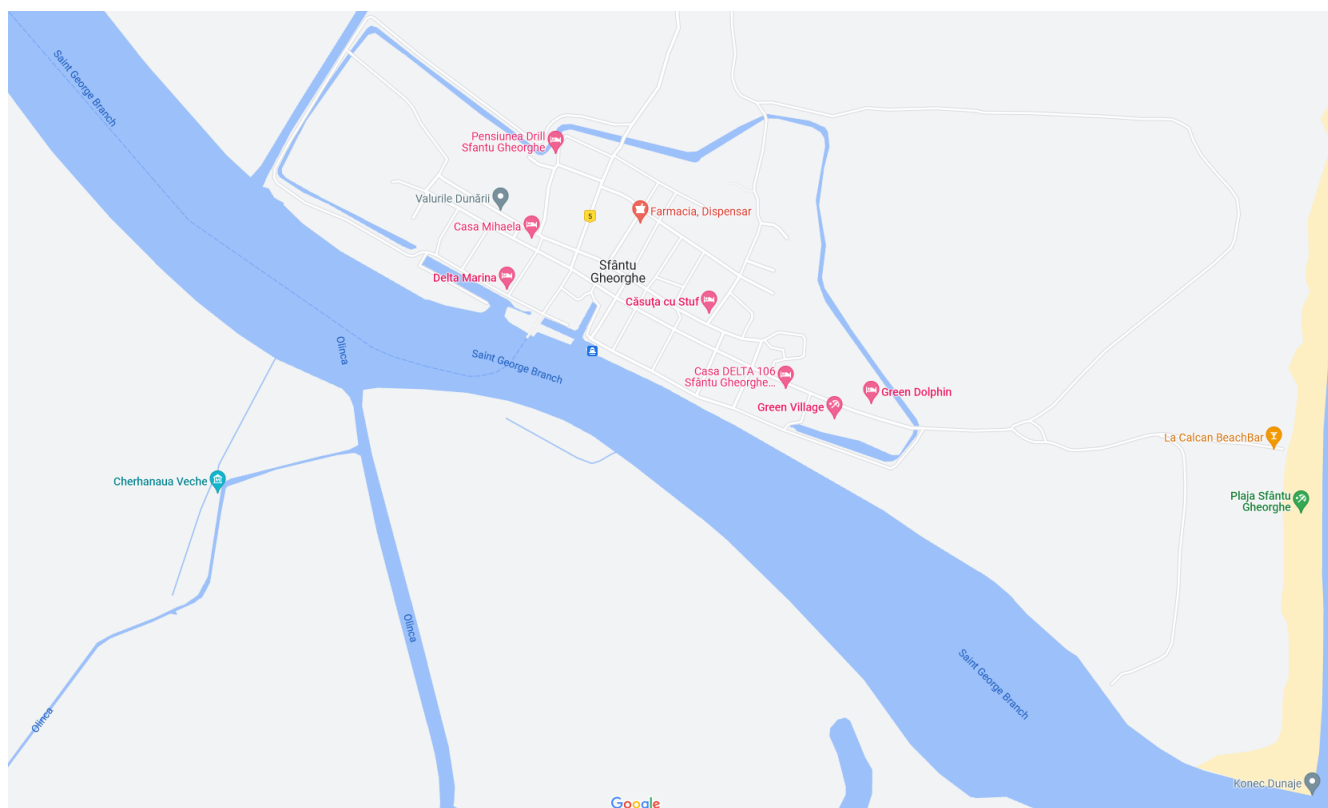 Saint George Branch
Pensiunea Drill
Sfantu Gheorghe
Valurile Dunării
Farmacia, Dispensar
5
Casa Mihaela
Sfântu
Gheorghe
Delta Marina
Căsuța cu Stuf
Olinca
Saint George Branch
Casa DELTA 106
Sfântu Gheorghe...
Green Dolphin
Green Village
La Calcan BeachBar
Cherhanaua Veche
Plaja Sfântu
Gheorghe
Olinca
Saint George Branch
Olinca
Konec Dunaje
Google